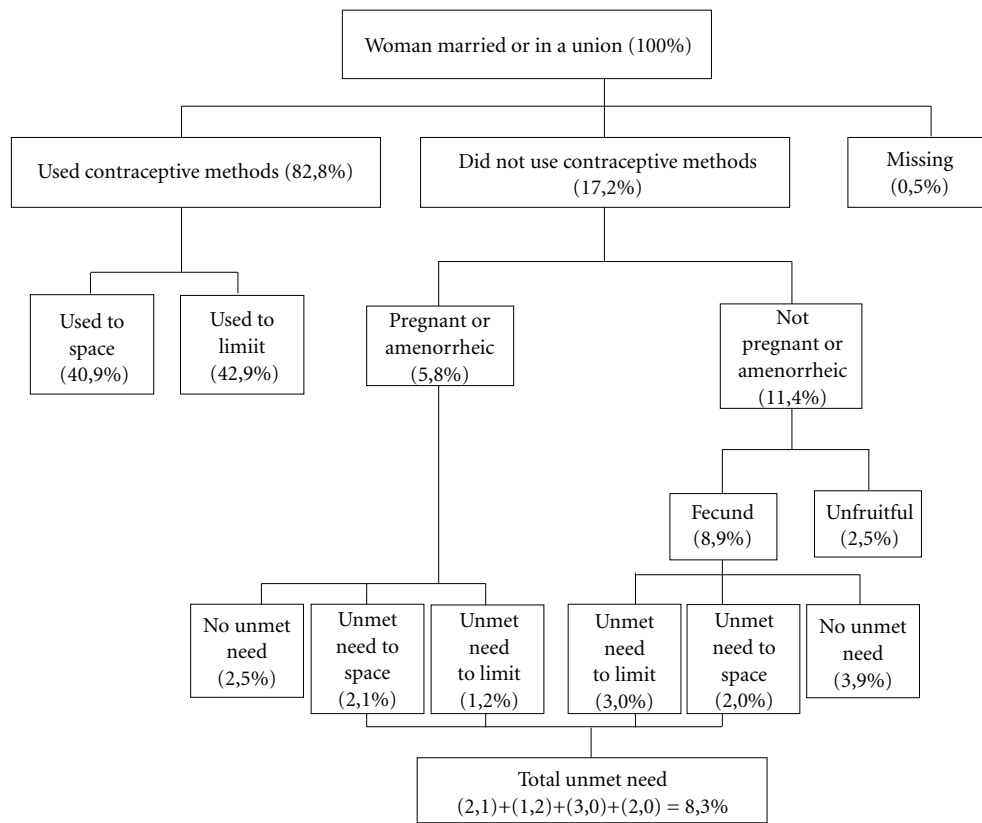 Woman married or in a union (100%)
Used contraceptive methods (82,8%)
Did not use contraceptive methods
(17,2%)
Missing
(0,5%)
Used to
space
(40,9%)
Used to
limiit
(42,9%)
Pregnant or
amenorrheic
(5,8%)
Not
pregnant or
amenorrheic
(11,4%)
Fecund
(8,9%)
Unfruitful
(2,5%)
No unmet
need
(2,5%)
Unmet
need to
space
(2,1%)
Unmet
need
to limit
(1,2%)
Unmet
need
to limit
(3,0%)
Unmet
need to
space
(2,0%)
No unmet
need
(3,9%)
Total unmet need
(2,1)+(1,2)+(3,0)+(2,0) = 8,3%